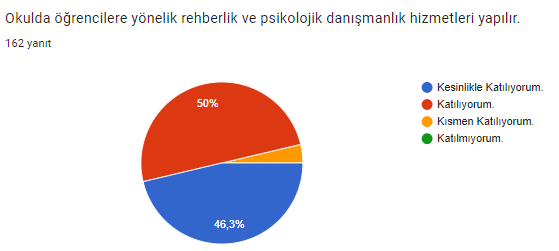 Okulda öğrencilere yönelik rehberlik ve psikolojik danışmanlık hizmetleri yapılır.
162 yanıt
50%
46,3%
Kesinlikle Katılıyorum.
Katılıyorum.
Kısmen Katılıyorum.
Katılmıyorum.